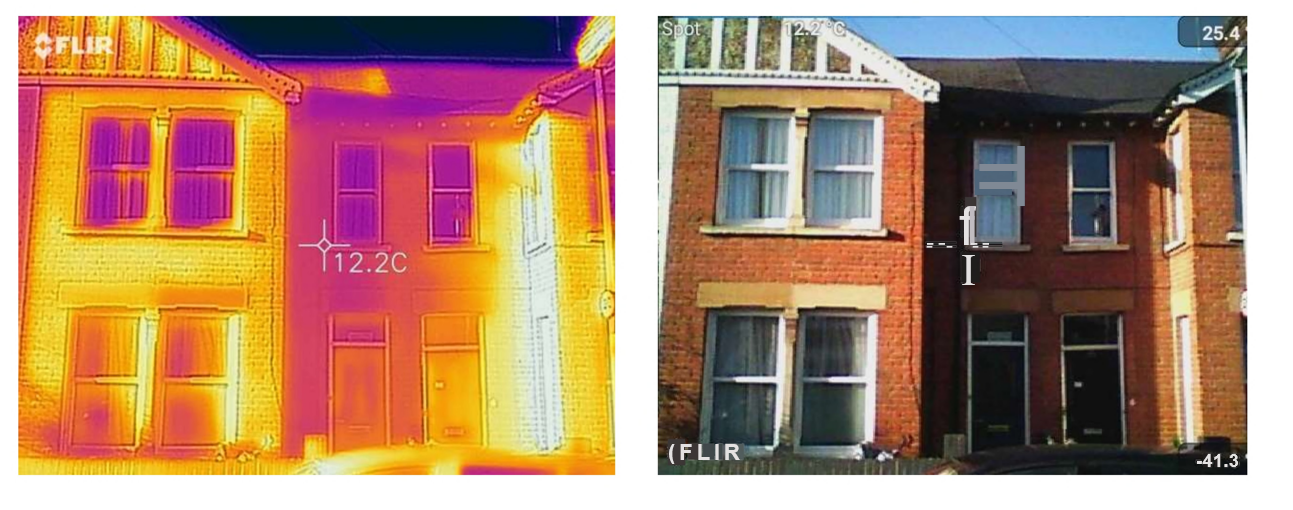 FLIR
12.2C
Spot 12.2 °C
25.4 °
f
I
(FLIR
-41.3 °